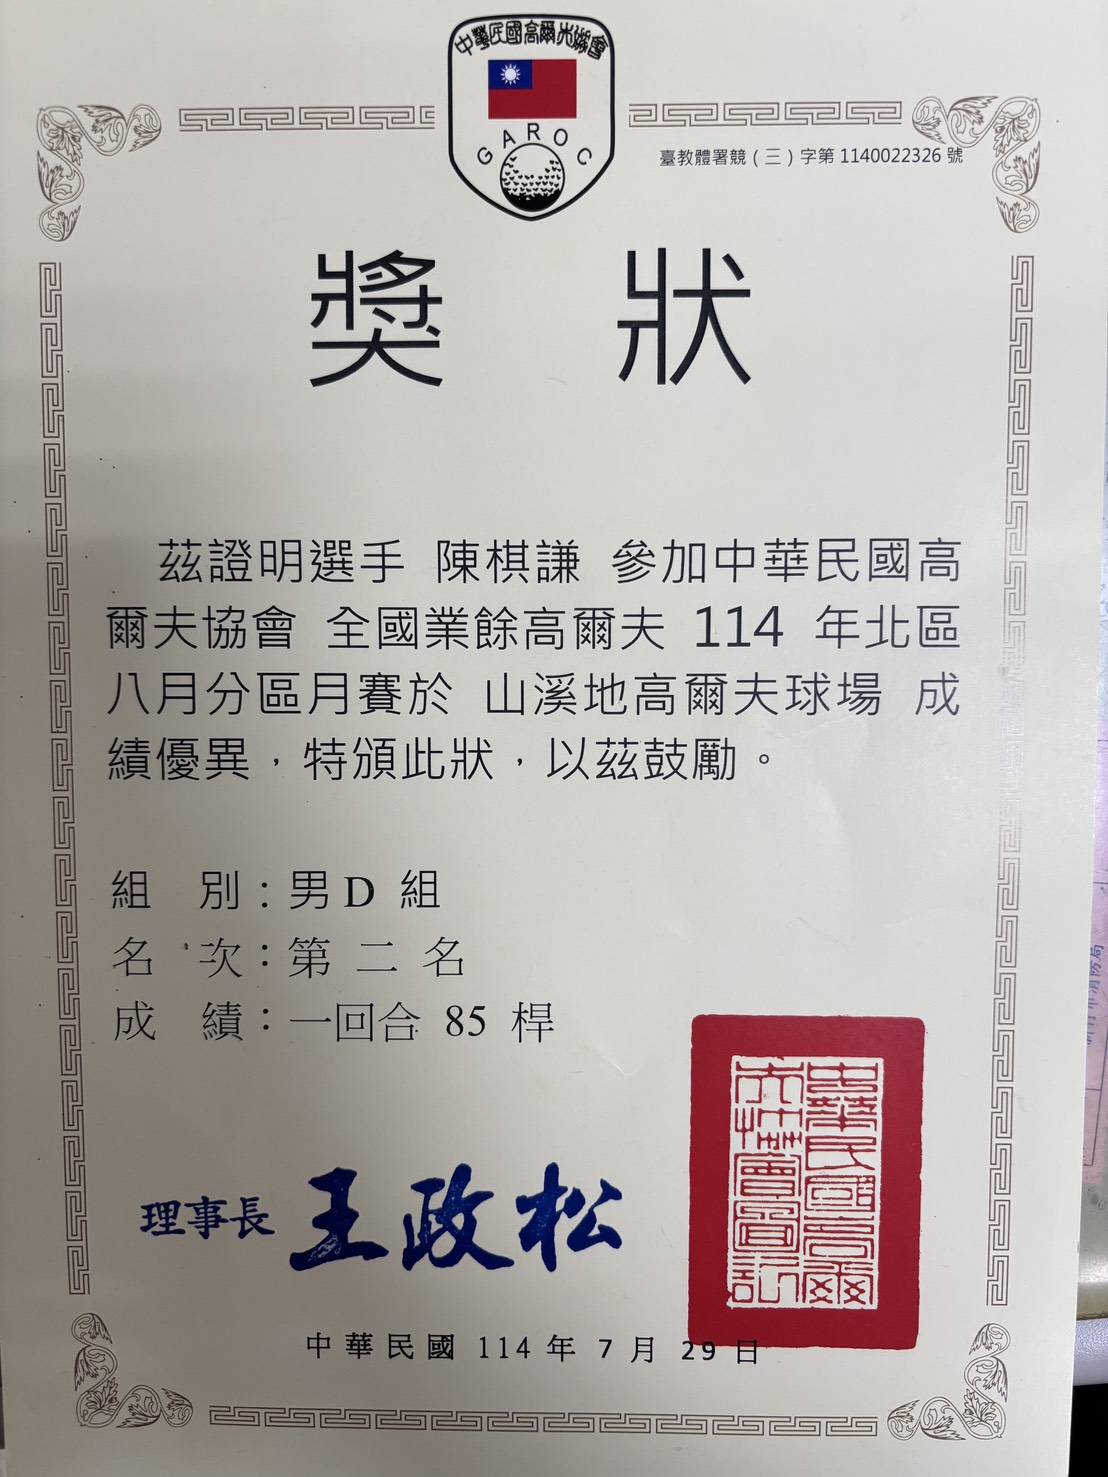 中華民國高爾夫協會
GAROC
臺教體署競（三）字第 1140022326 號
獎 狀
茲證明選手 陳棋謙 參加中華民國高
爾夫協會 全國業餘高爾夫 114 年北區
八月分區月賽於 山溪地高爾夫球場 成
績優異，特頒此狀，以茲鼓勵。
組 別：男 D 組
名 次：第 二 名
成 績：一回合 85 桿
理事長 王政松
中華民國高爾
夫協會圖記
中 華 民 國 114 年 7 月 29 日